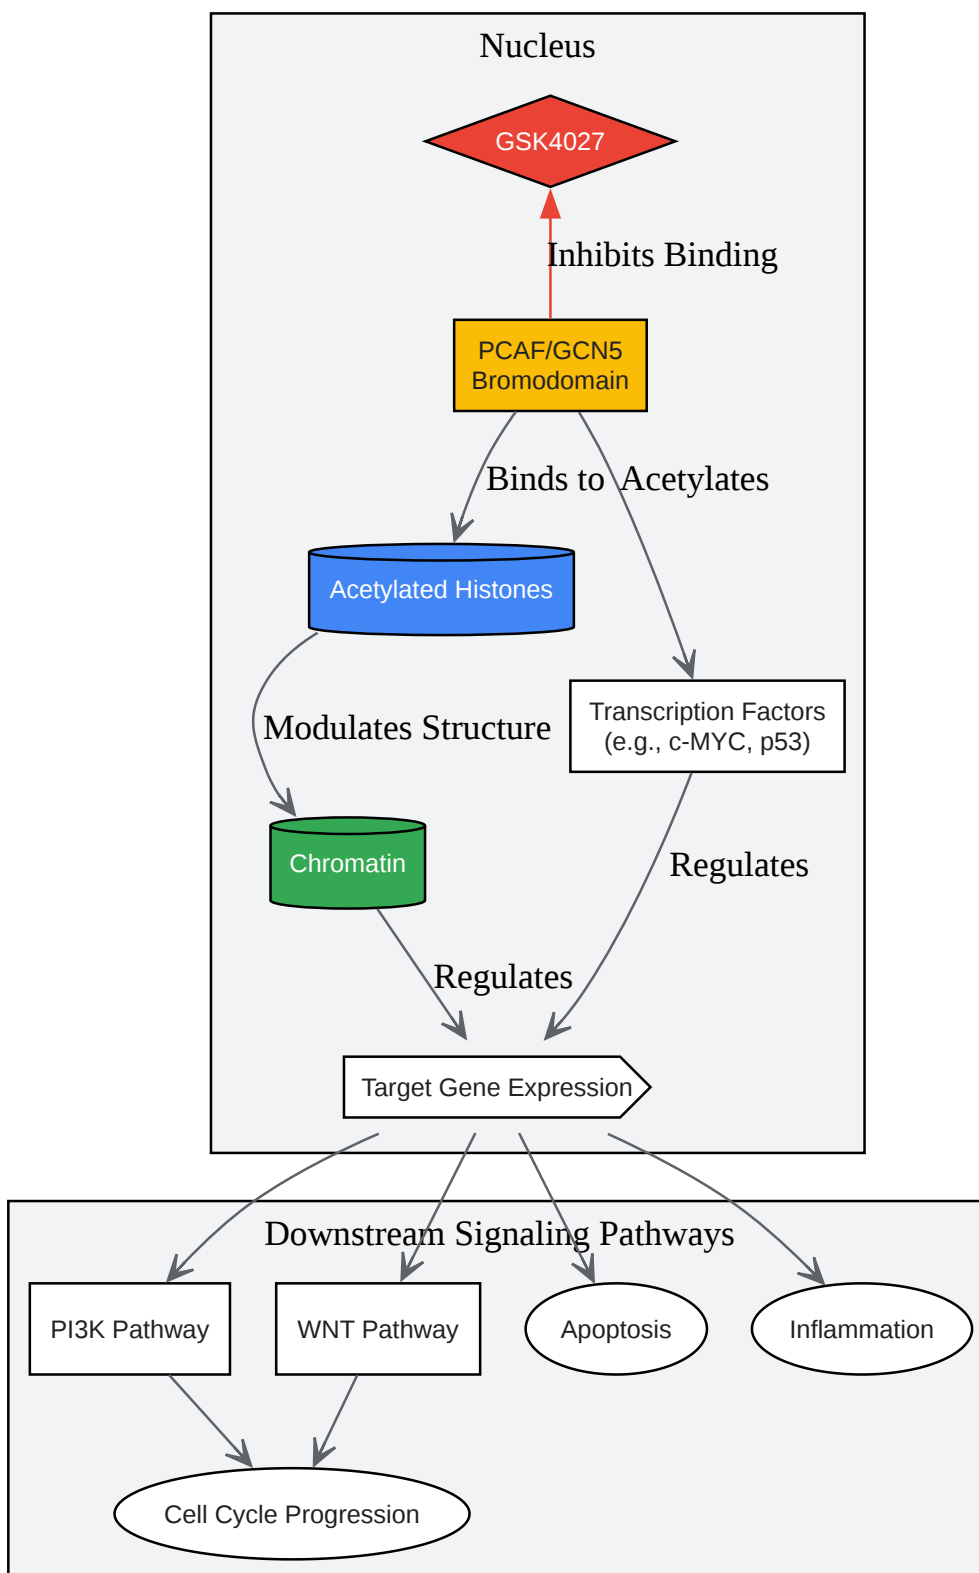 Nucleus
GSK4027
Inhibits Binding
PCAF/GCN5
Bromodomain
Binds to
Acetylates
Acetylated Histones
Transcription Factors
(e.g., c-MYC, p53)
Modulates Structure
Chromatin
Regulates
Regulates
Target Gene Expression
Downstream Signaling Pathways
PI3K Pathway
WNT Pathway
Apoptosis
Inflammation
Cell Cycle Progression